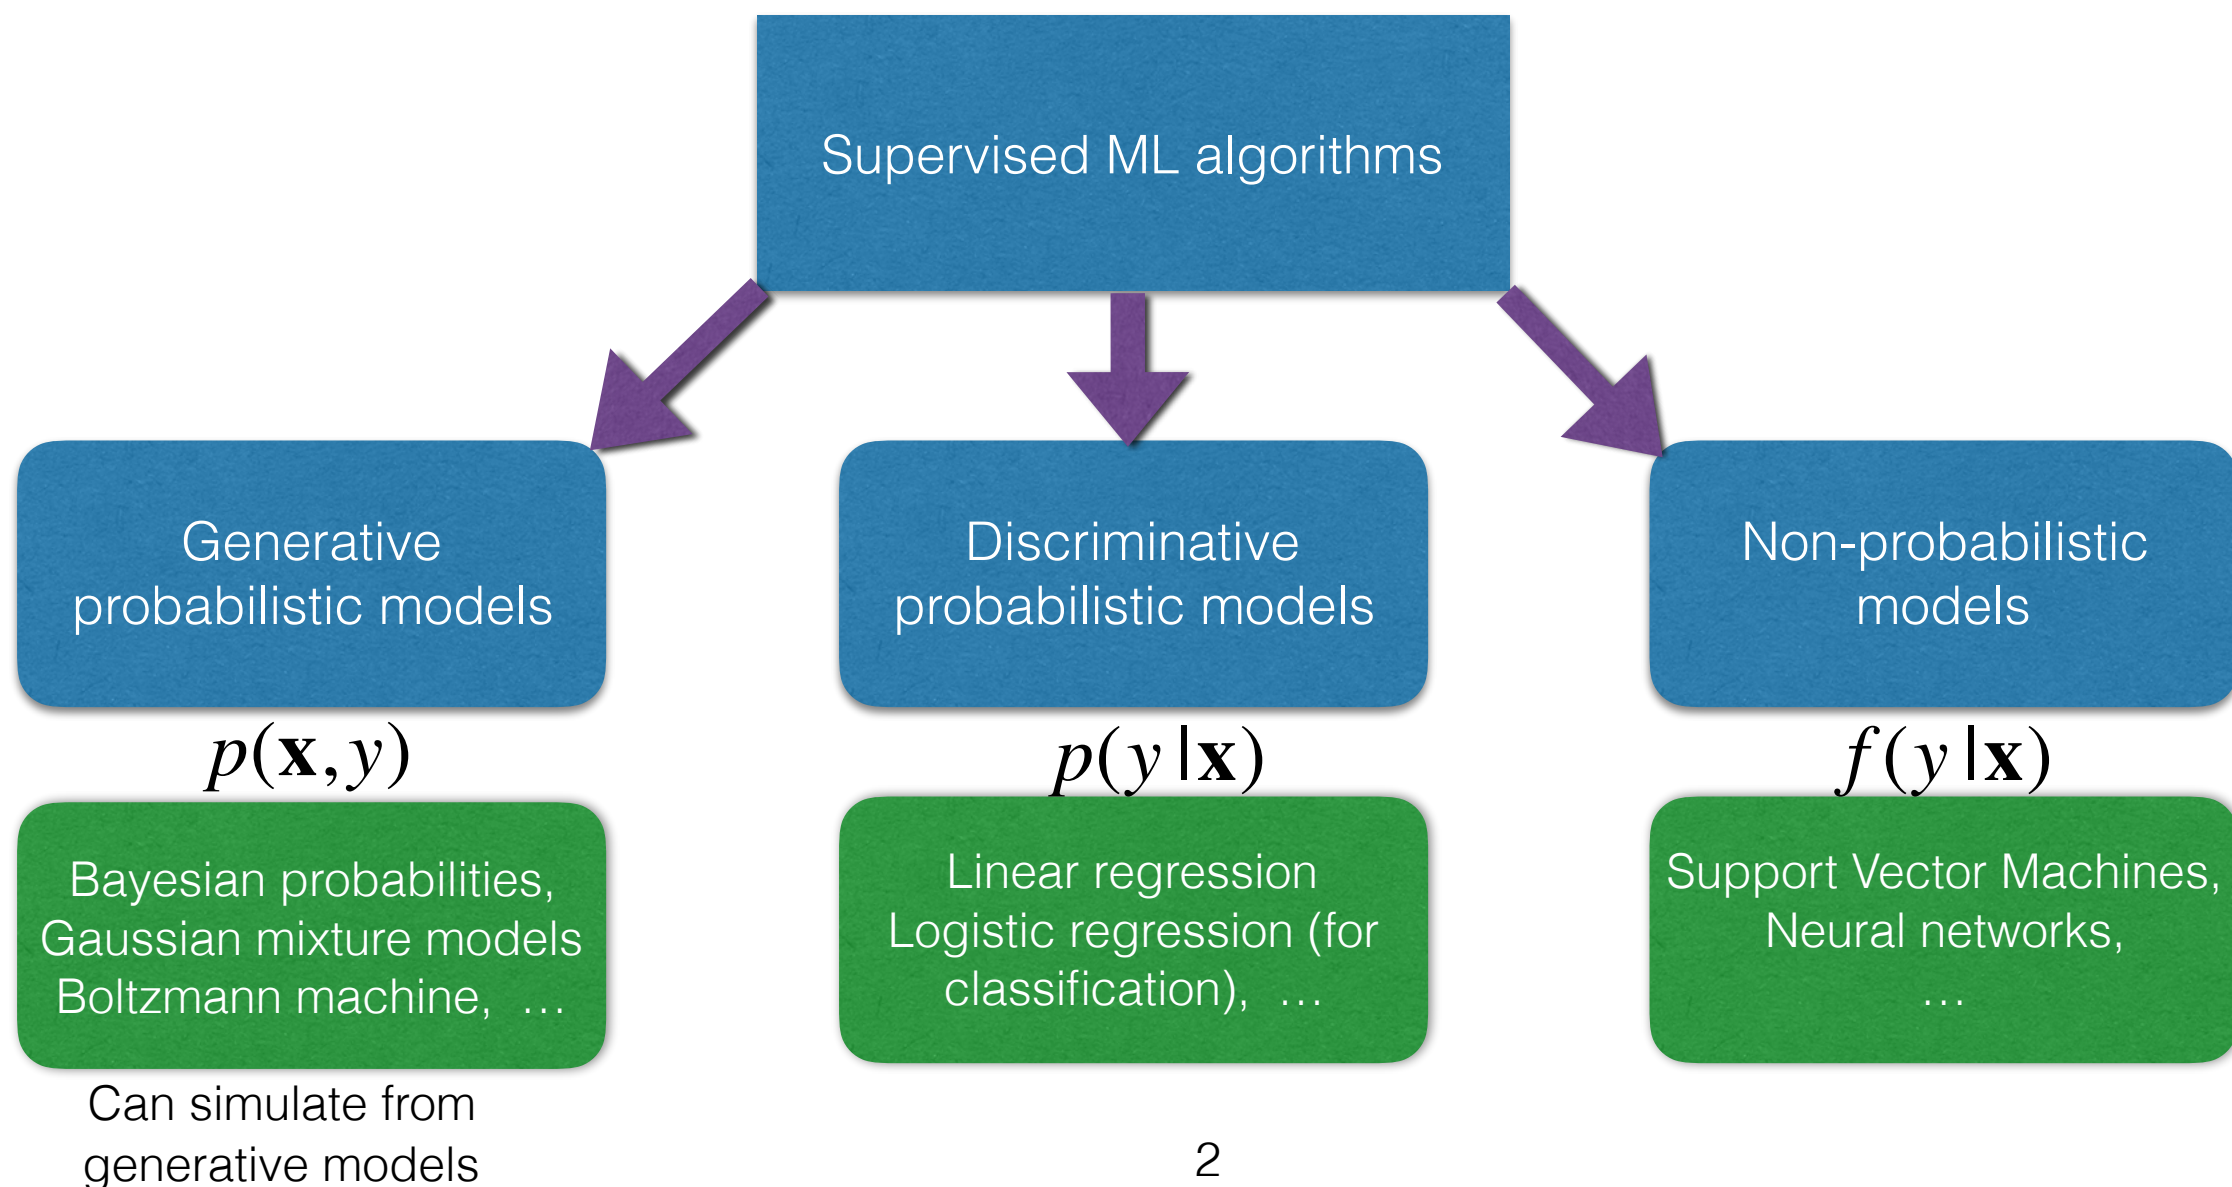 Supervised ML algorithms
Generative
probabilistic models
Discriminative
probabilistic models
Non-probabilistic
models
p(x, y)
p(y|x)
f(y|x)
Bayesian probabilities,
Gaussian mixture models
Boltzmann machine, …
Linear regression
Logistic regression (for
classification), …
Support Vector Machines,
Neural networks,
…
Can simulate from
generative models
2